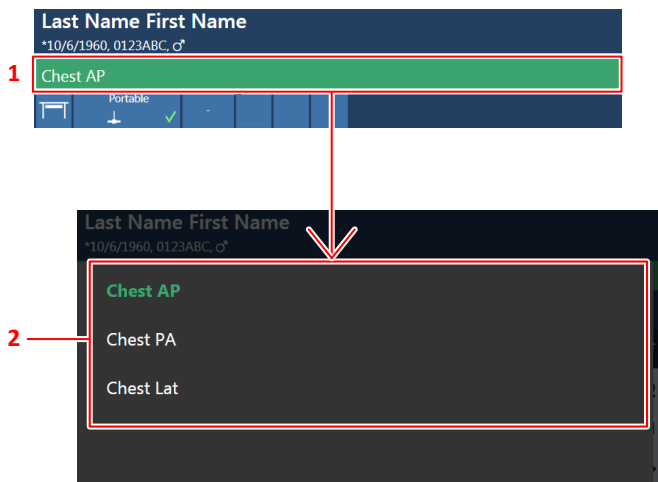 Last Name First Name
*10/6/1960, 0123ABC, ♂
1
Chest AP
Portable
-
Last Name First Name
*10/6/1960, 0123ABC, ♂
Chest AP
2
Chest PA
Chest Lat